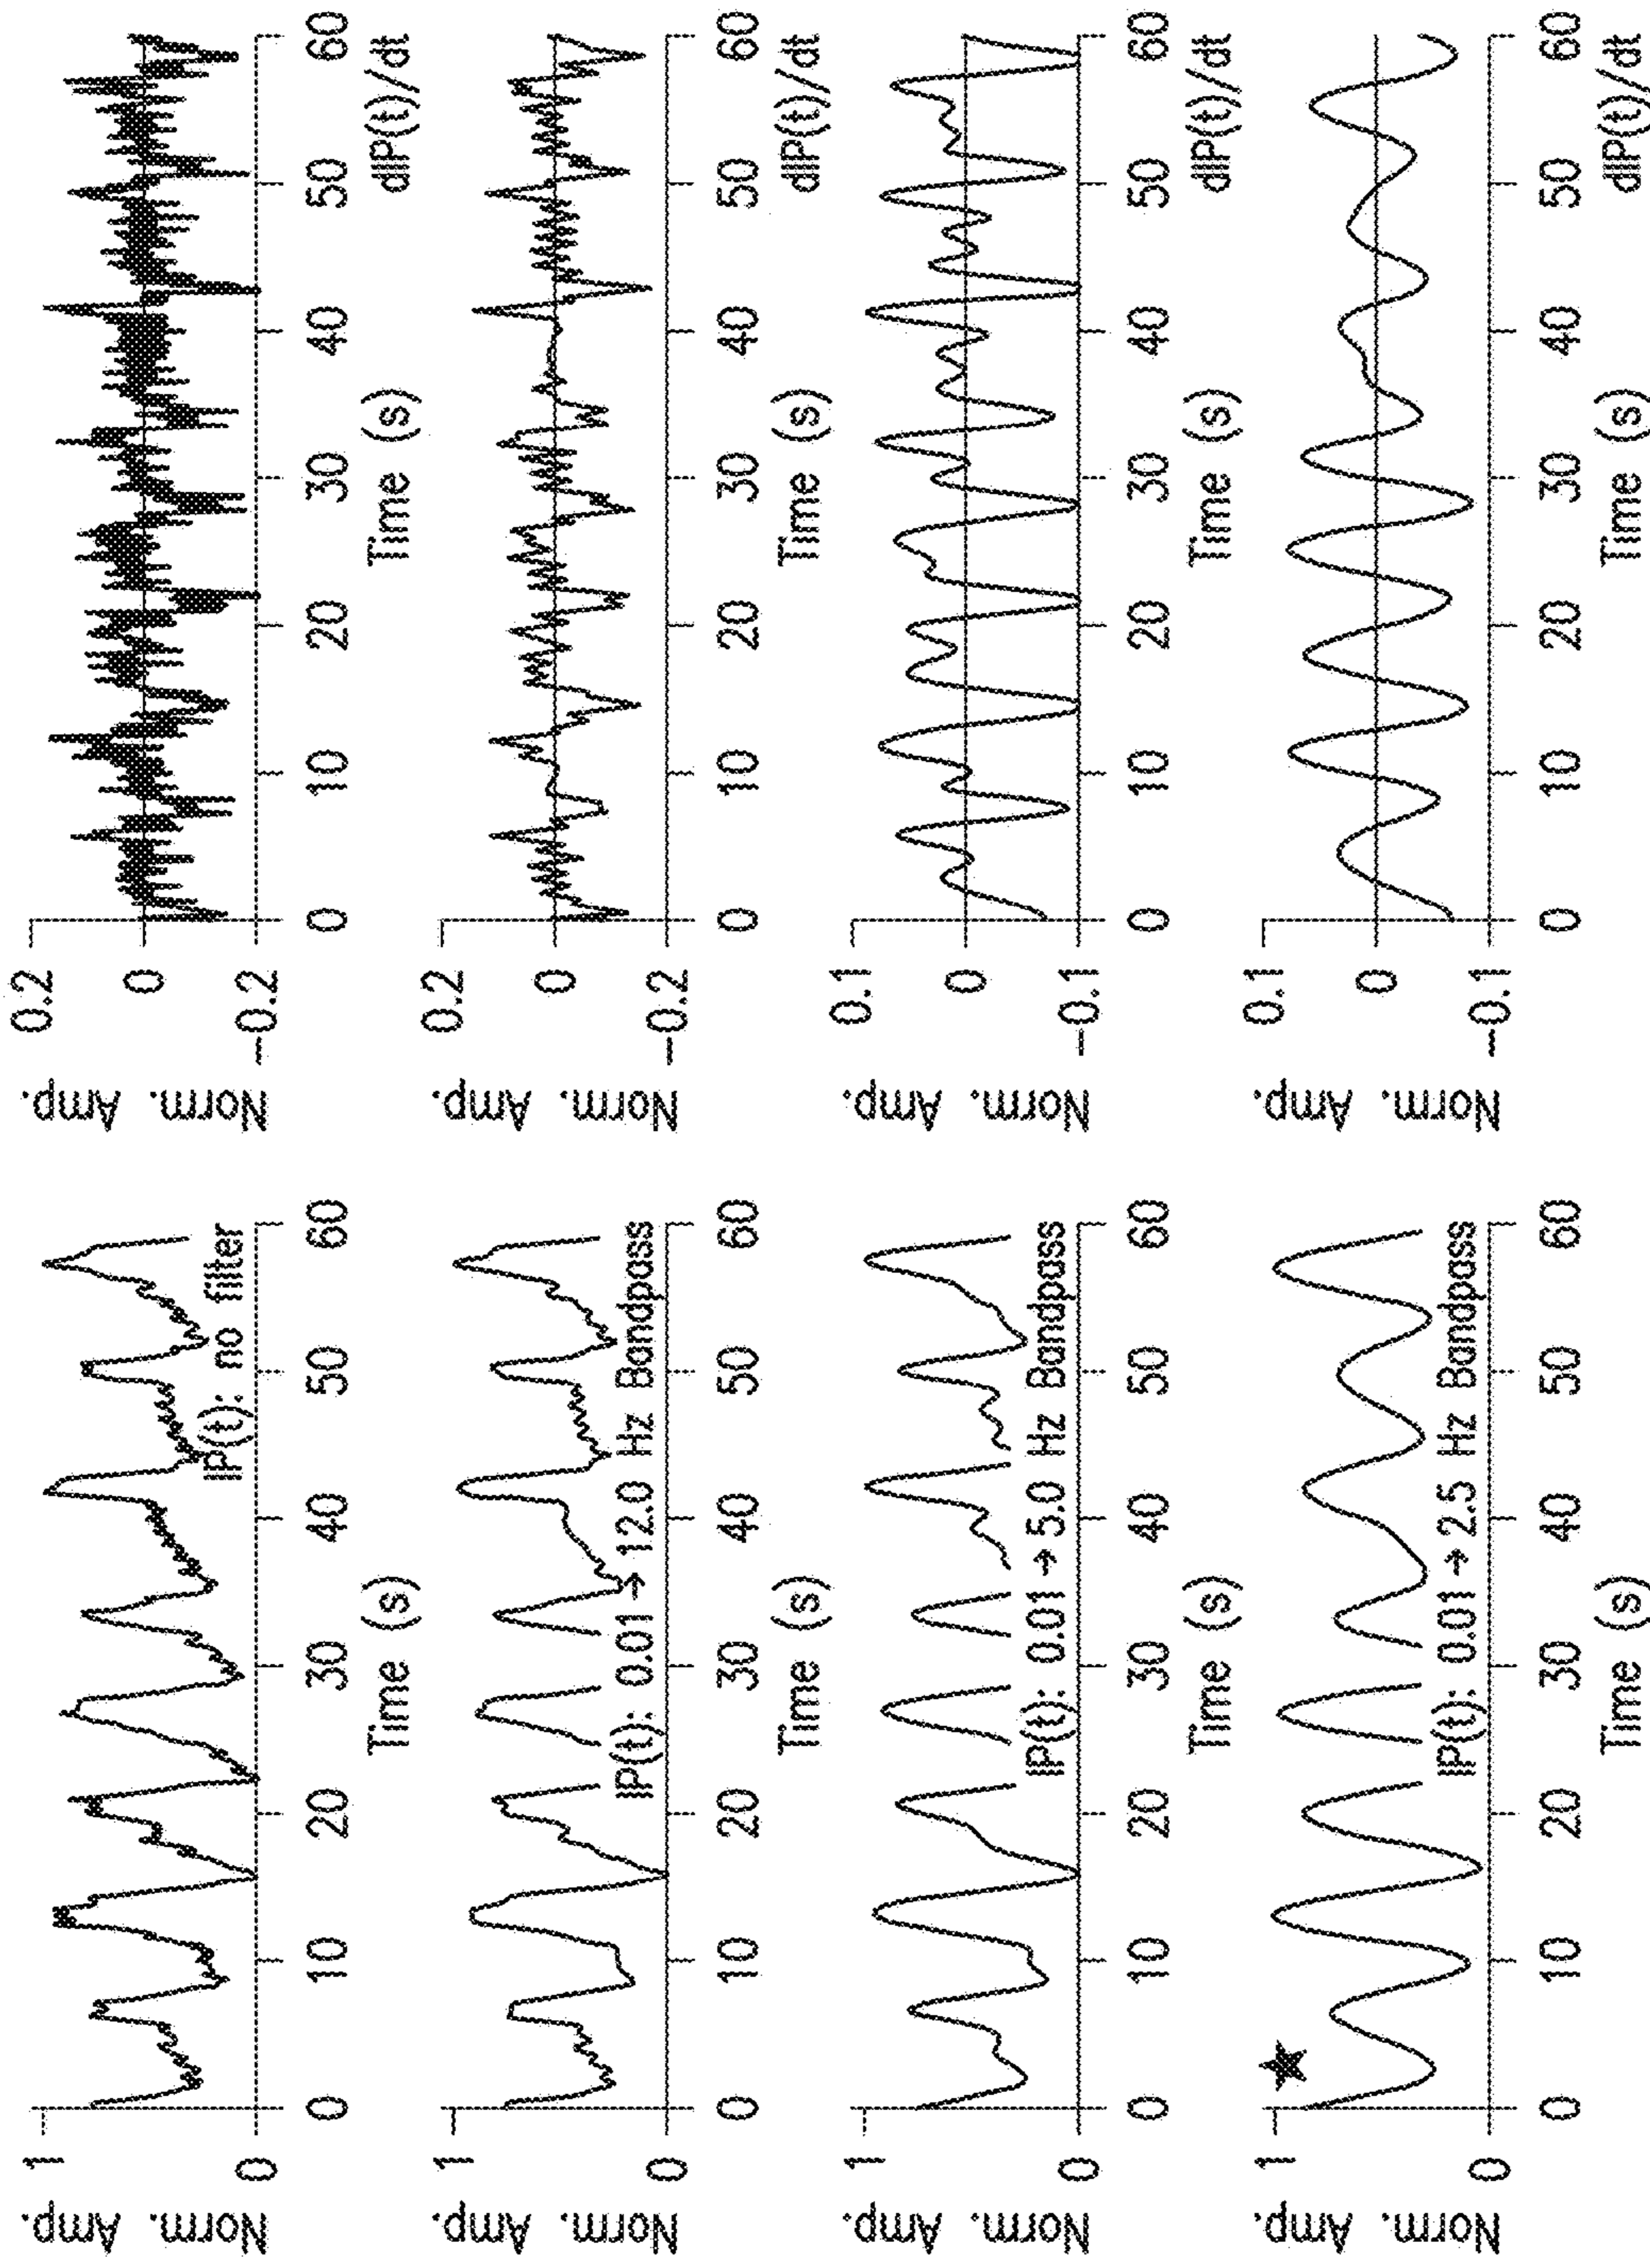 Norm. Amp.
1
0
IP(t): no filter
0 10 20 30 40 50 60
Time (s)
Norm. Amp.
0.2
0
-0.2
0 10 20 30 40 50 60
Time (s) dIP(t)/dt
Norm. Amp.
1
0
IP(t): 0.01 → 12.0 Hz Bandpass
0 10 20 30 40 50 60
Time (s)
Norm. Amp.
0.2
0
-0.2
0 10 20 30 40 50 60
Time (s) dIP(t)/dt
Norm. Amp.
1
0
IP(t): 0.01 → 5.0 Hz Bandpass
0 10 20 30 40 50 60
Time (s)
Norm. Amp.
0.1
0
-0.1
0 10 20 30 40 50 60
Time (s) dIP(t)/dt
Norm. Amp.
1
0
IP(t): 0.01 → 2.5 Hz Bandpass
0 10 20 30 40 50 60
Time (s)
Norm. Amp.
0.1
0
-0.1
0 10 20 30 40 50 60
Time (s) dIP(t)/dt